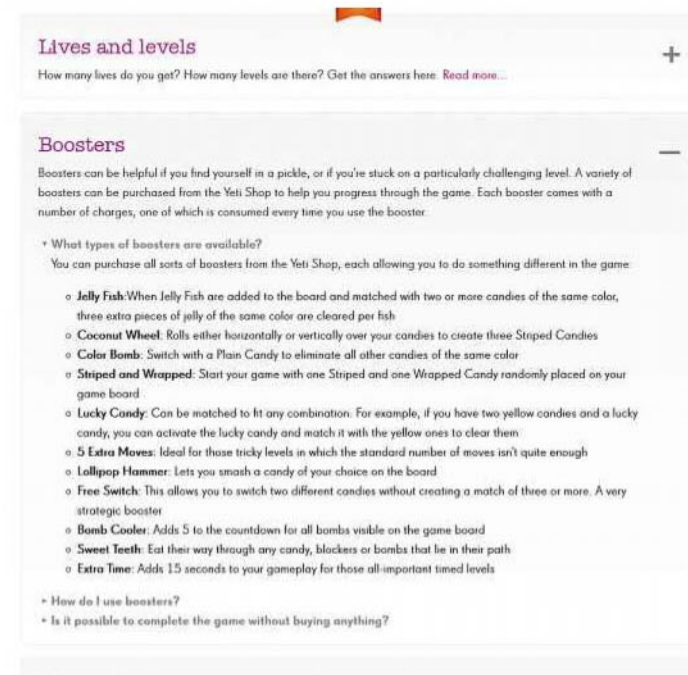 Lives and levels
How many lives do you get? How many levels are there? Get the answers here. Read more...
Boosters
Boosters can be helpful if you find yourself in a pickle, or if you're stuck on a particularly challenging level. A variety of
boosters can be purchased from the Yeti Shop to help you progress through the game. Each booster comes with a
number of charges, one of which is consumed every time you use the booster.
What types of boosters are available?
You can purchase all sorts of boosters from the Yeti Shop, each allowing you to do something different in the game:
Jelly Fish:When Jelly Fish are added to the board and matched with two or more candies of the same color,
three extra pieces of jelly of the same color are cleared per fish
Coconut Wheel: Rolls either horizontally or vertically over your candies to create three Striped Candies
Color Bomb: Switch with a Plain Candy to eliminate all other candies of the same color
Striped and Wrapped: Start your game with one Striped and one Wrapped Candy randomly placed on your
game board
Lucky Candy: Can be matched to fit any combination. For example, if you have two yellow candies and a lucky
candy, you can activate the lucky candy and match it with the yellow ones to clear them
5 Extra Moves: Ideal for those tricky levels in which the standard number of moves isn't quite enough
Lollipop Hammer: Lets you smash a candy of your choice on the board
Free Switch: This allows you to switch two different candies without creating a match of three or more. A very
strategic booster
Bomb Cooler: Adds 5 to the countdown for all bombs visible on the game board
Sweet Teeth: Eat their way through any candy, blockers or bombs that lie in their path
Extra Time: Adds 15 seconds to your gameplay for those all-important timed levels
How do I use boosters?
Is it possible to complete the game without buying anything?